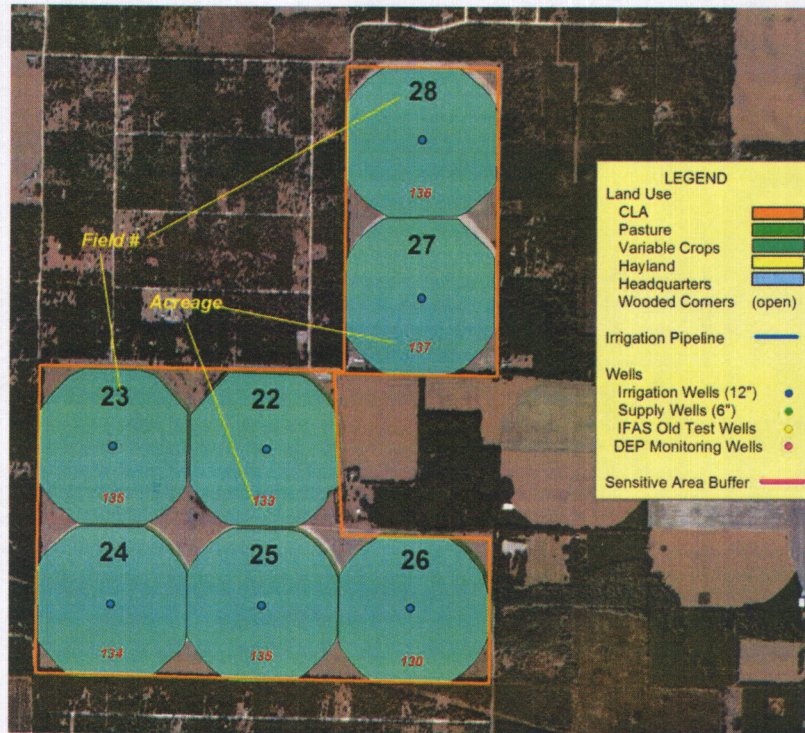 28
136
27
137
Field #
Acreage
23
135
22
133
24
134
25
135
26
130
LEGEND
Land Use
CLA
Pasture
Variable Crops
Hayland
Headquarters
Wooded Corners (open)
Irrigation Pipeline
Wells
Irrigation Wells (12")
Supply Wells (6")
IFAS Old Test Wells
DEP Monitoring Wells
Sensitive Area Buffer